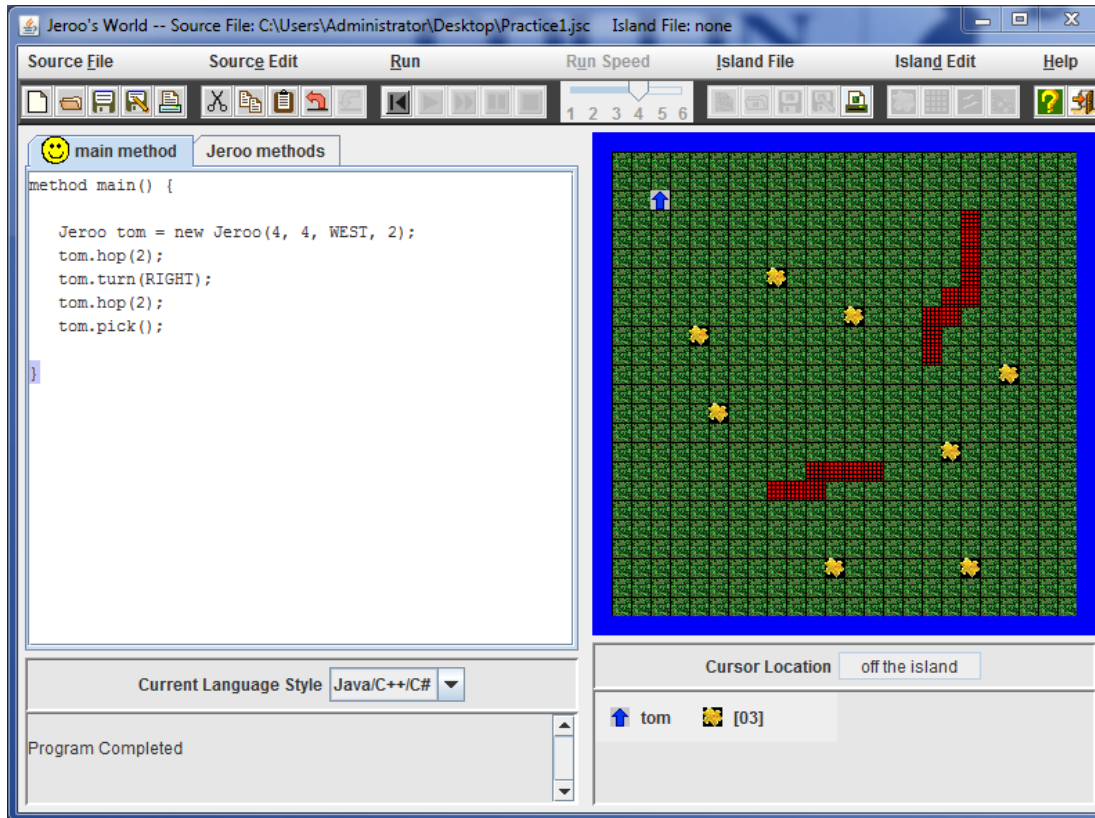 Jeroo's World -- Source File: C:\Users\Administrator\Desktop\Practice1.jsc Island File: none
Source File Source Edit Run Run Speed Island File Island Edit Help
1 2 3 4 5 6
main method Jeroo methods
method main() {
Jeroo tom = new Jeroo(4, 4, WEST, 2);
tom.hop(2);
tom.turn(RIGHT);
tom.hop(2);
tom.pick();
}
Cursor Location off the island
Current Language Style Java/C++/C#
tom [03]
Program Completed